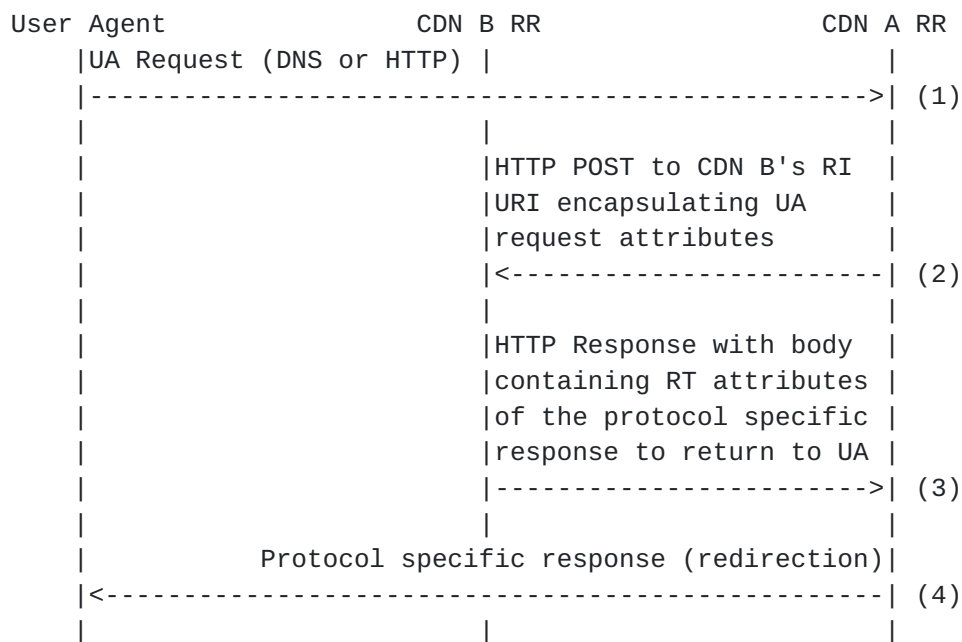 User Agent CDN B RR CDN A RR
UA Request (DNS or HTTP)
(1)
HTTP POST to CDN B's RI
URI encapsulating UA
request attributes
(2)
HTTP Response with body
containing RT attributes
of the protocol specific
response to return to UA
(3)
Protocol specific response (redirection)
(4)